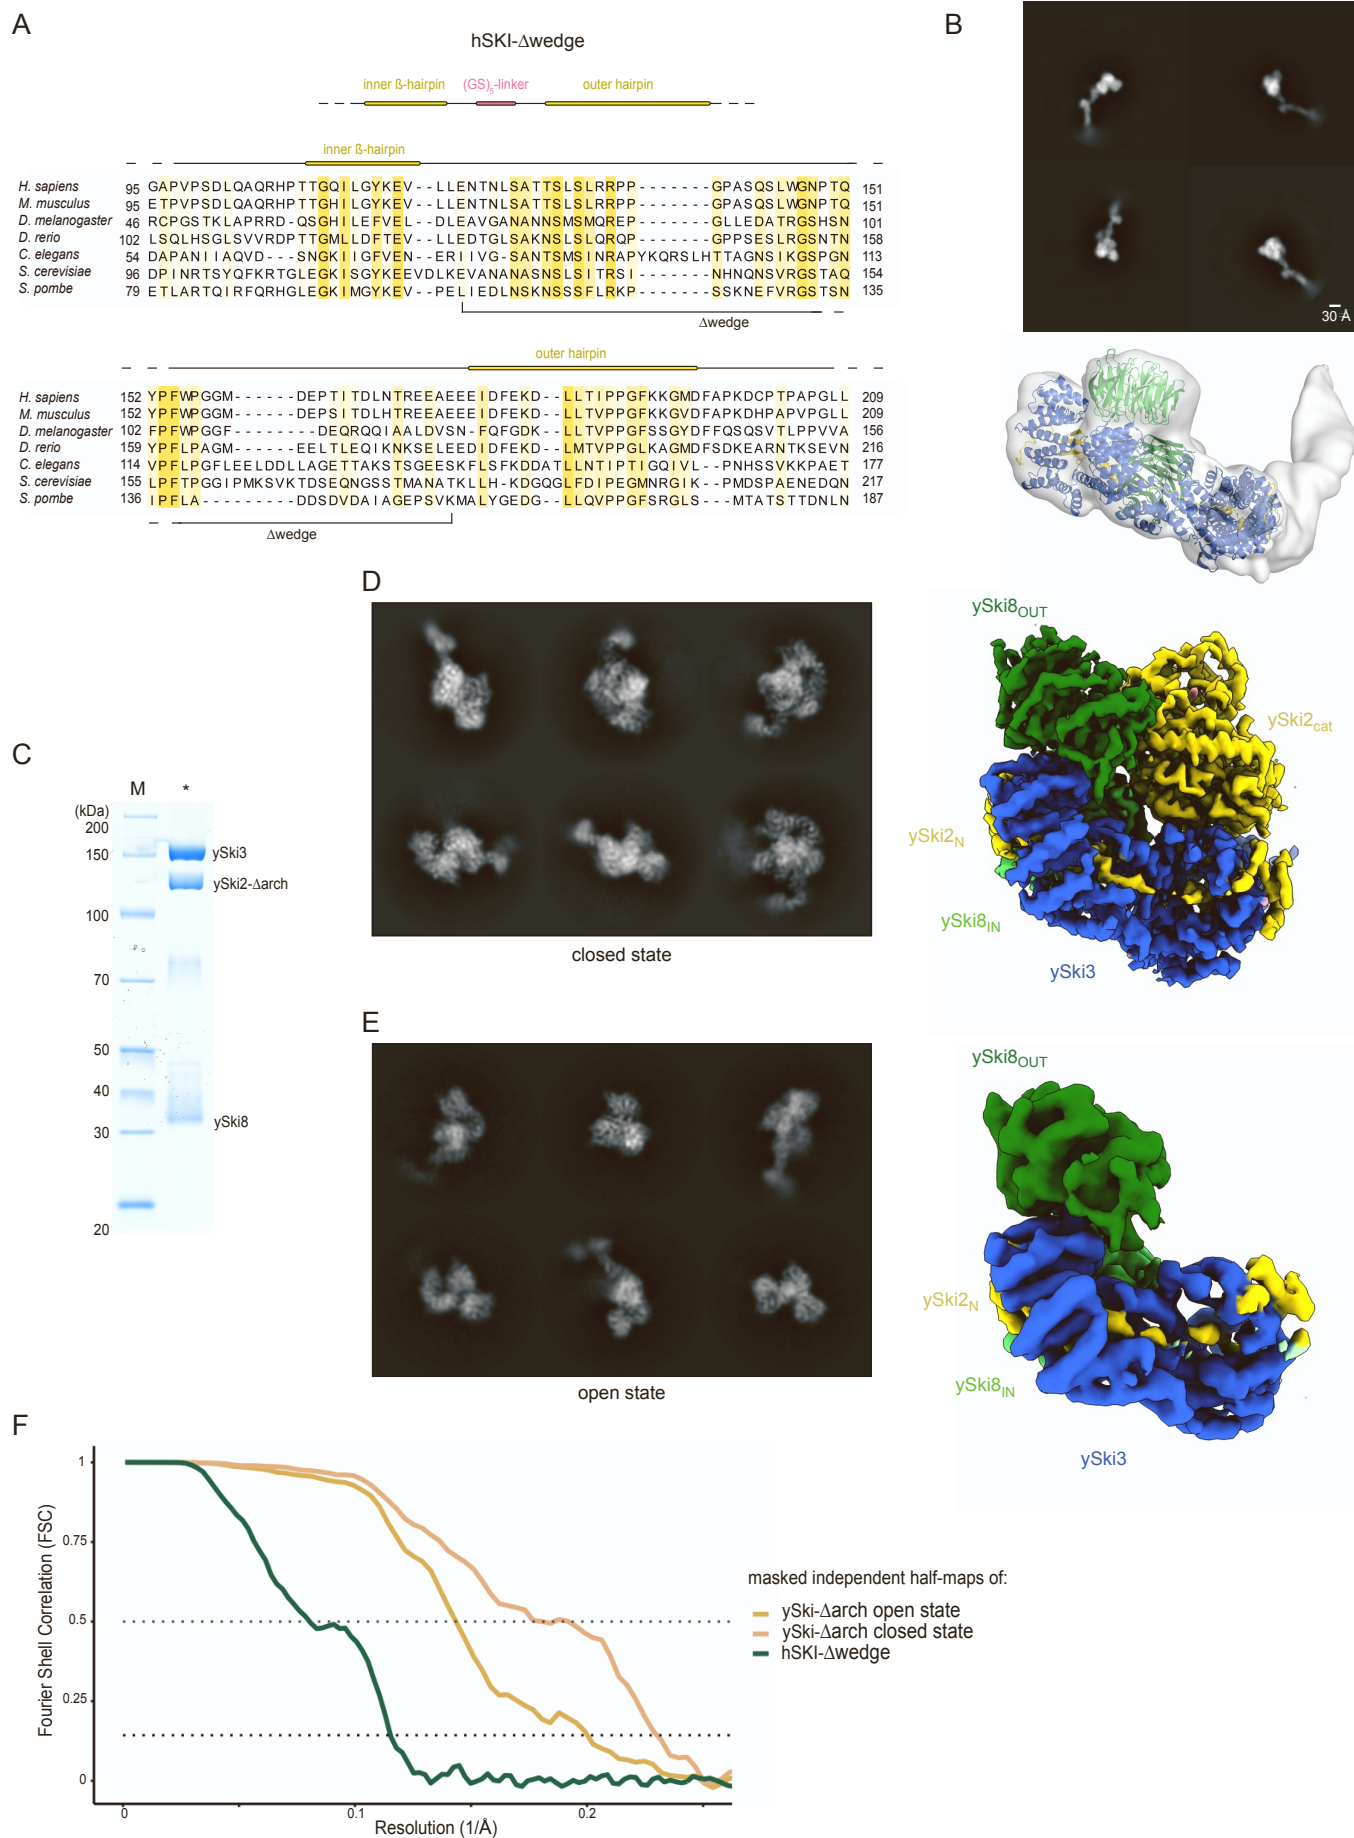 A
hSKI-Δwedge
inner ß-hairpin (GS)5-linker outer hairpin
inner ß-hairpin
H. sapiens 95 GAPVPSDLQAQRHPTTGQILGYKEV--LLENTNLSATTSLSLRRPP-------GPASQSLWGNPTQ 151
M. musculus 95 ETPVPSDLQAQRHPTTGHILGYKEV--LLENTNLSATTSLSLRRPP-------GPASQSLWGNPTQ 151
D. melanogaster 46 RCPGSTKLAPRRD-QSGHILEFVEL--DLEAVGANANNSMSMQREP-------GLLEDATRGSHSN 101
D. rerio 102 LSQLHSGLSVVRDPTTGMLLDFTEV--LLEDTGLSAKNSLSLQRQP-------GPPSESLRGSNTN 158
C. elegans 54 DAPANIIAQVD---SNGKIIGFVEN--ERIIVG-SANTSMSINRAPYKQRSLHTTAGNSIKGSPGN 113
S. cerevisiae 96 DPINRTSYQFKRTGLEGKISGYKEEVDLKEVANANASNSLSITRSI-------NHNQNSVRGSTAQ 154
S. pombe 79 ETLARTQIRFQRHGLEGKIMGYKEV--PELIEDLNSKNSSSFLRKP-------SSKNEFVRGSTSN 135
Δwedge
outer hairpin
H. sapiens 152 YPFWPGGM------DEPTITDLNTREEAEEEIDFEKD--LLTIPPGFKKGMDFAPKDCPTPAPGLL 209
M. musculus 152 YPFWPGGM------DEPSITDLHTREEAEEEIDFEKD--LLTIPPGFKKGMDFAPKDHPAPVPGLL 209
D. melanogaster 102 FPFWPGGF------DEQRQQIAALDVSN-FQFGDK--LLTVPPGFSSGYDFFQSQSVTLPPVVA 156
D. rerio 159 YPFLPAGM------EELTLEQIKNKSELEEDIDFEKD--LMTVPPGLKAGMDFSDKEARNTKSEVN 216
C. elegans 114 VPFLPGFLEELDDLLAGETTAKSTSGEESKFLSFKDDATLLNTIPTIGQIVL--PNHSSVKKPAET 177
S. cerevisiae 155 LPFTPGGIPMKSVKTDSEQNGSSTMANATKLLH-KDGQGLFDIPEGMNRGIK--PMDSPAENEDQN 217
S. pombe 136 IPFLA--------DDSDVDAIAGEPSVKMALYGEDG--LLQVPPGFSRGLS---MTATSTTDNLN 187
Δwedge
B
30 Å
C
M *
(kDa)
200
150
100
70
50
40
30
20
ySki3
ySki2-Δarch
ySki8
D
closed state
ySki8OUT
ySki2cat
ySki2N
ySki8IN
ySki3
E
open state
ySki8OUT
ySki2N
ySki8IN
ySki3
F
Fourier Shell Correlation (FSC)
1
0.75
0.5
0.25
0
0 0.1 0.2
Resolution (1/Å)
masked independent half-maps of:
ySki-Δarch open state
ySki-Δarch closed state
hSKI-Δwedge